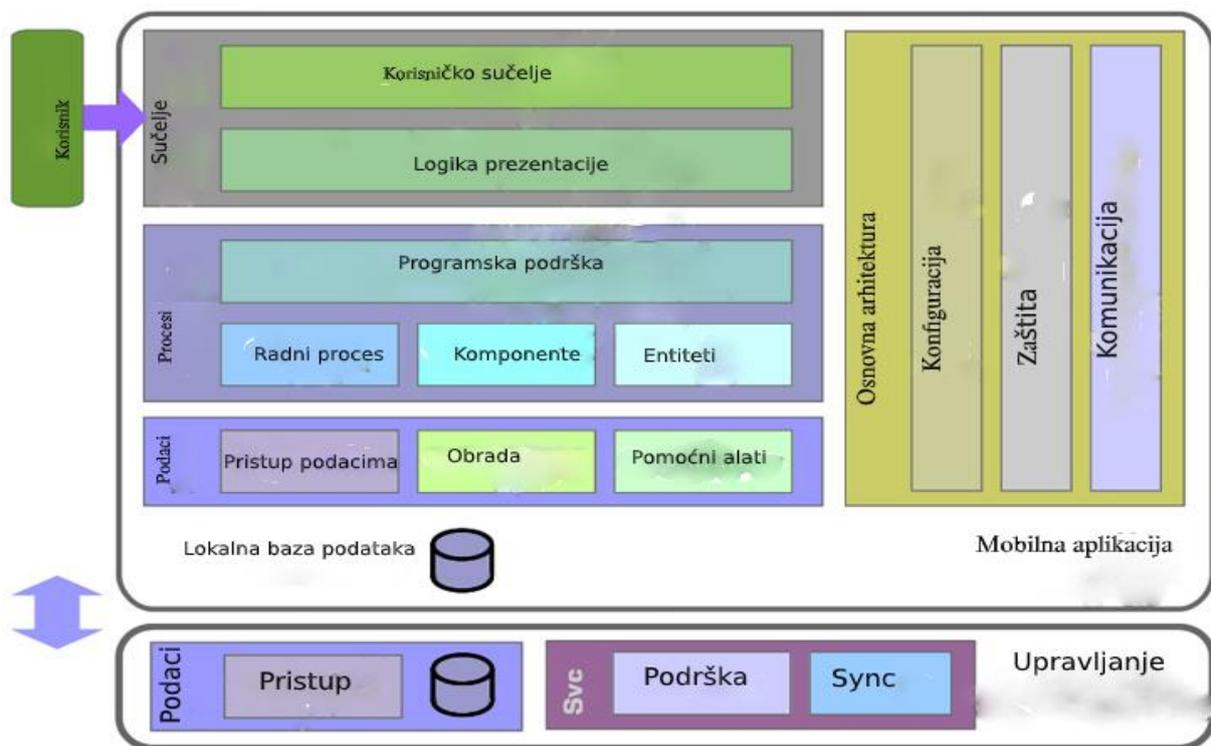 Korisnik
Sučelje
Korisničko sučelje
Logika prezentacije
Procesi
Programska podrška
Radni proces
Komponente
Entiteti
Podaci
Pristup podacima
Obrada
Pomoćni alati
Lokalna baza podataka
Osnovna arhitektura
Konfiguracija
Zaštita
Komunikacija
Mobilna aplikacija
Podaci
Pristup
Svc
Podrška
Sync
Upravljanje